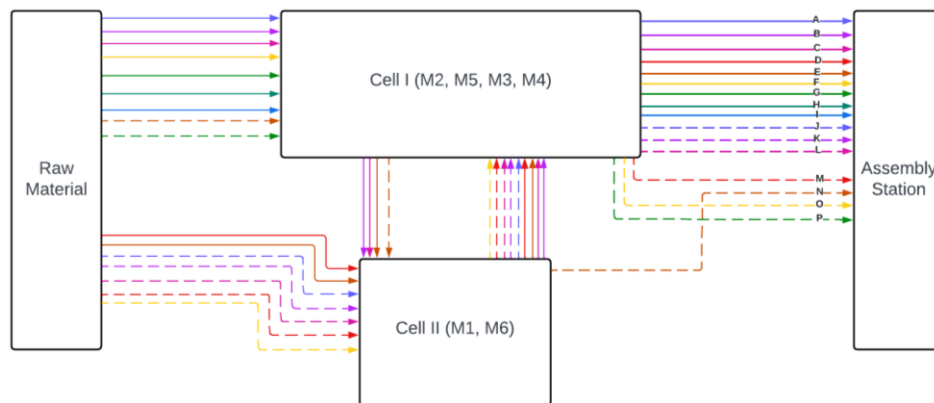 A
B
C
D
E
F
G
H
I
J
K
L
M
N
O
P
Cell I (M2, M5, M3, M4)
Raw
Material
Assembly
Station
Cell II (M1, M6)